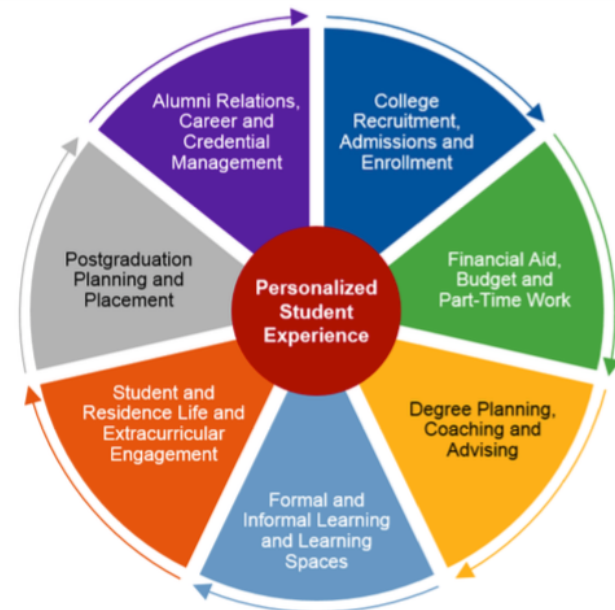 Alumni Relations,
Career and
Credential
Management
College
Recruitment,
Admissions and
Enrollment
Postgraduation
Planning and
Placement
Personalized
Student
Experience
Financial Aid,
Budget and
Part-Time Work
Student and
Residence Life and
Extracurricular
Engagement
Degree Planning,
Coaching and
Advising
Formal and
Informal Learning
and Learning
Spaces